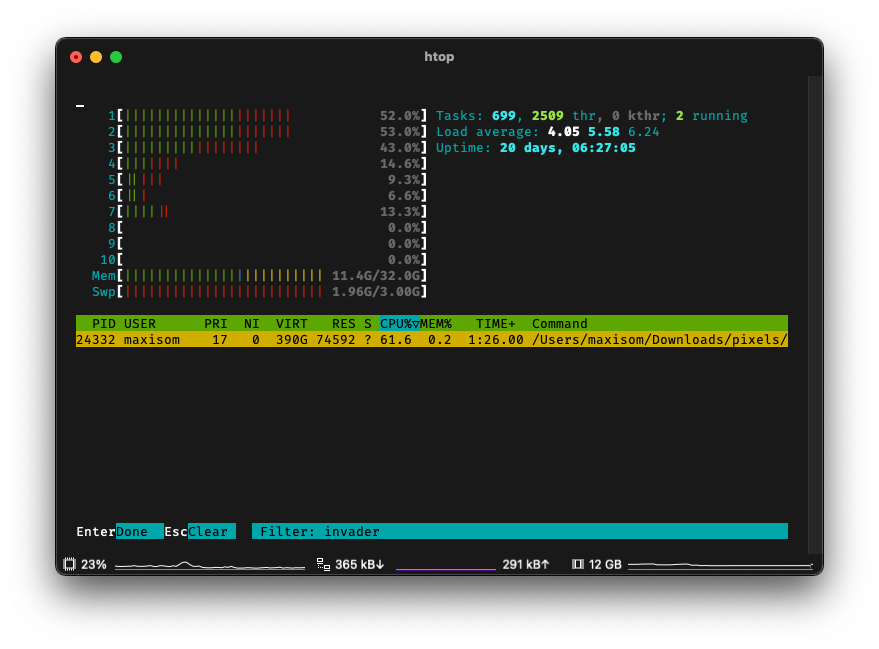 htop
1[||||||||||||||||||||| 52.0%] Tasks: 699, 2509 thr, 0 kthr; 2 running
2[||||||||||||||||||||| 53.0%] Load average: 4.05 5.58 6.24
3[||||||||||||||||| 43.0%] Uptime: 20 days, 06:27:05
4[||||||| 14.6%]
5[||||| 9.3%]
6[||| 6.6%]
7[|||||| 13.3%]
8[ 0.0%]
9[ 0.0%]
10[ 0.0%]
Mem[||||||||||||||||||||||||| 11.4G/32.0G]
Swp[||||||||||||||||||||||||| 1.96G/3.00G]
PID USER PRI NI VIRT RES S CPU%▽MEM% TIME+ Command
24332 maxisom 17 0 390G 74592 ? 61.6 0.2 1:26.00 /Users/maxisom/Downloads/pixels/
EnterDone EscClear Filter: invader
23% 365 kB↓ 291 kB↑ 12 GB